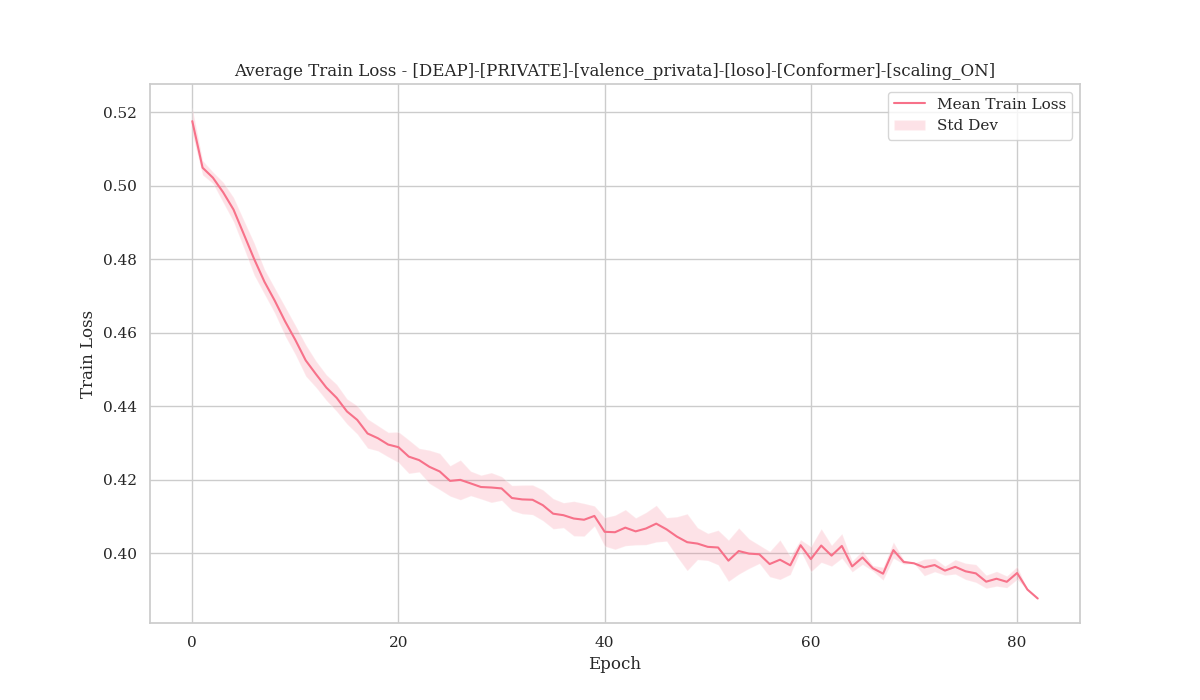 Average Train Loss - [DEAP]-[PRIVATE]-[valence_privata]-[loso]-[Conformer]-[scaling_ON]
Mean Train Loss
Std Dev
0.52
0.50
0.48
0.46
0.44
0.42
0.40
Train Loss
0 20 40 60 80
Epoch